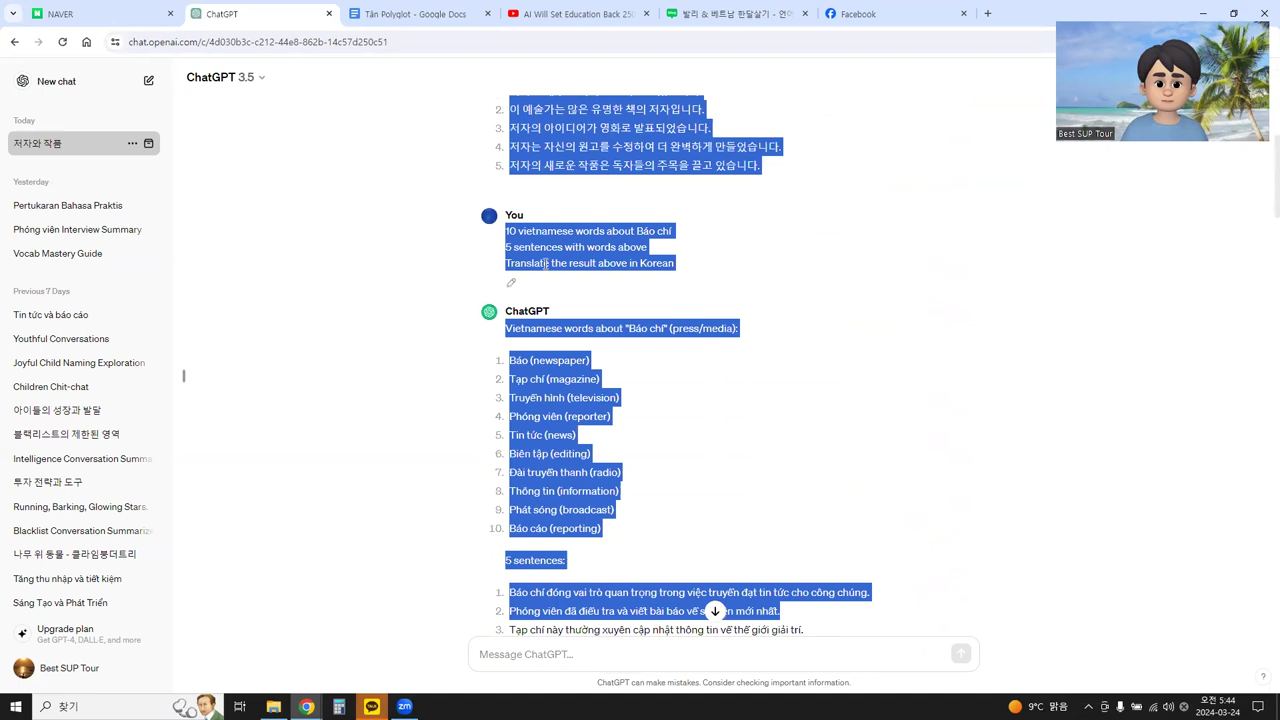 NAVER
ChatGPT
Tấn Polyglot - Google Docs
AI Will Set Education Back 250
발리 & 베트남 한달살기 - 언어
Facebook
chat.openai.com/c/4d030b3c-c212-44e8-862b-14c57d250c51
Best SUP Tour
New chat
ChatGPT 3.5
Today
저자와 작품
Yesterday
Pertukaran Bahasa Praktis
Phỏng viên Interview Summary
Vocab Mastery Guide
Previous 7 Days
Tin tức và báo cáo
Youthful Conversations
Joyful Child Naming Exploration
Children Chit-chat
아이들의 성장과 발달
블랙리스트의 제한된 영역
Intelligence Conversation Summa
투자 전략과 도구
Running, Barking, Glowing Stars.
Blacklist Conversation Summariz
나무 위 동물 - 클라임붕더트리
Tăng thu nhập và tiết kiệm
Sáng Tạo và Phát Triển
Upgrade plan
Get GPT-4, DALL·E, and more
Best SUP Tour
2. 이 예술가는 많은 유명한 책의 저자입니다.
3. 저자의 아이디어가 영화로 발표되었습니다.
4. 저자는 자신의 원고를 수정하여 더 완벽하게 만들었습니다.
5. 저자의 새로운 작품은 독자들의 주목을 끌고 있습니다.
You
10 vietnamese words about Báo chí
5 sentences with words above
Translate the result above in Korean
ChatGPT
Vietnamese words about "Báo chí" (press/media):
1. Báo (newspaper)
2. Tạp chí (magazine)
3. Truyền hình (television)
4. Phóng viên (reporter)
5. Tin tức (news)
6. Biên tập (editing)
7. Đài truyền thanh (radio)
8. Thông tin (information)
9. Phát sóng (broadcast)
10. Báo cáo (reporting)
5 sentences:
1. Báo chí đóng vai trò quan trọng trong việc truyền đạt tin tức cho công chúng.
2. Phóng viên đã điều tra và viết bài báo về mới nhất.
3. Tạp chí này thường xuyên cập nhật thông tin về thế giới giải trí.
Message ChatGPT...
ChatGPT can make mistakes. Consider checking important information.
?
찾기
TALK
zm
9°C 맑음
오전 5:44
2024-03-24